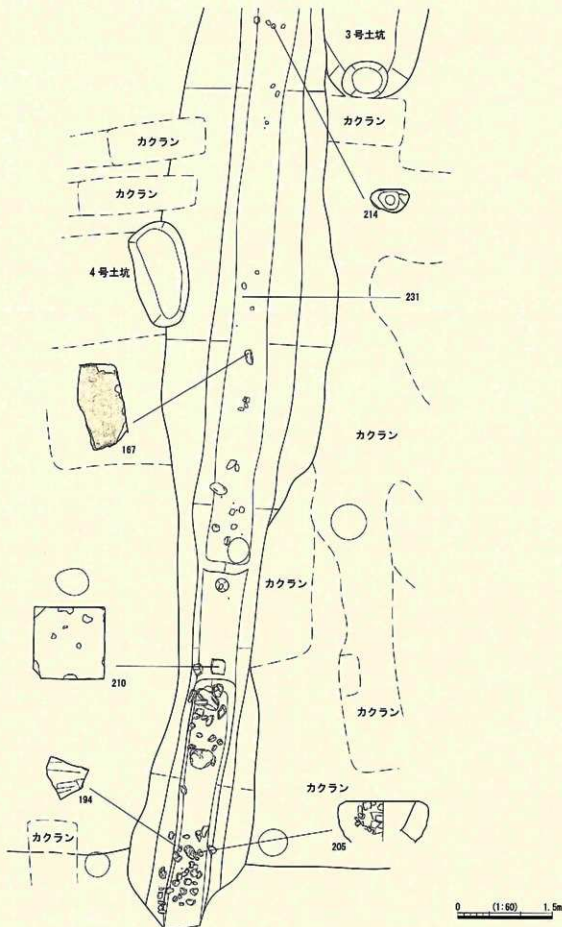 3号土坑
カクラン
カクラン
カクラン
214
4号土坑
231
167
カクラン
カクラン
210
カクラン
194
カクラン
カクラン
205
0 (1:60) 1.5m